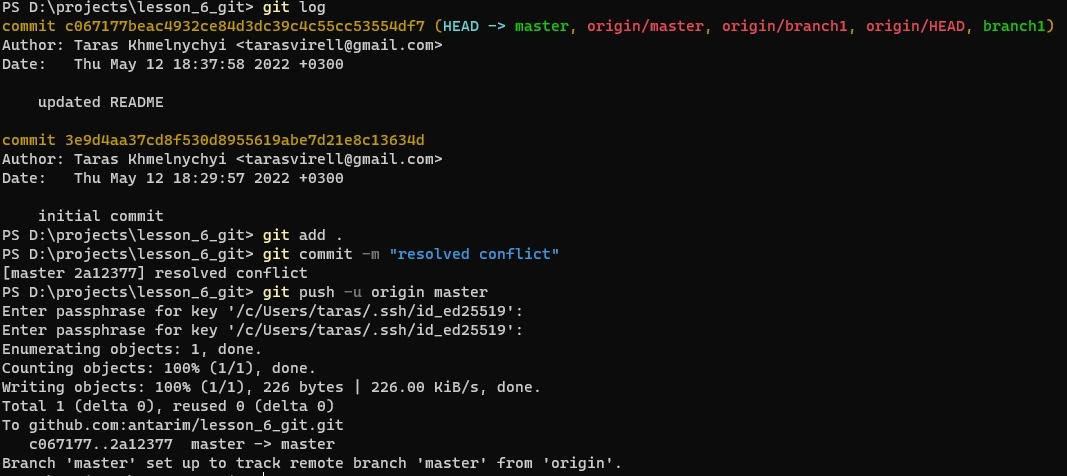 PS D:\projects\lesson_6_git> git log
commit c067177beac4932ce84d3dc39c4c55cc53554df7 (HEAD -> master, origin/master, origin/branch1, origin/HEAD, branch1)
Author: Taras Khmelnychyi <tarasvirell@gmail.com>
Date:   Thu May 12 18:37:58 2022 +0300

    updated README

commit 3e9d4aa37cd8f530d8955619abe7d21e8c13634d
Author: Taras Khmelnychyi <tarasvirell@gmail.com>
Date:   Thu May 12 18:29:57 2022 +0300

    initial commit
PS D:\projects\lesson_6_git> git add .
PS D:\projects\lesson_6_git> git commit -m "resolved conflict"
[master 2a12377] resolved conflict
PS D:\projects\lesson_6_git> git push -u origin master
Enter passphrase for key '/c/Users/taras/.ssh/id_ed25519':
Enter passphrase for key '/c/Users/taras/.ssh/id_ed25519':
Enumerating objects: 1, done.
Counting objects: 100% (1/1), done.
Writing objects: 100% (1/1), 226 bytes | 226.00 KiB/s, done.
Total 1 (delta 0), reused 0 (delta 0)
To github.com:antarim/lesson_6_git.git
   c067177..2a12377  master -> master
Branch 'master' set up to track remote branch 'master' from 'origin'.